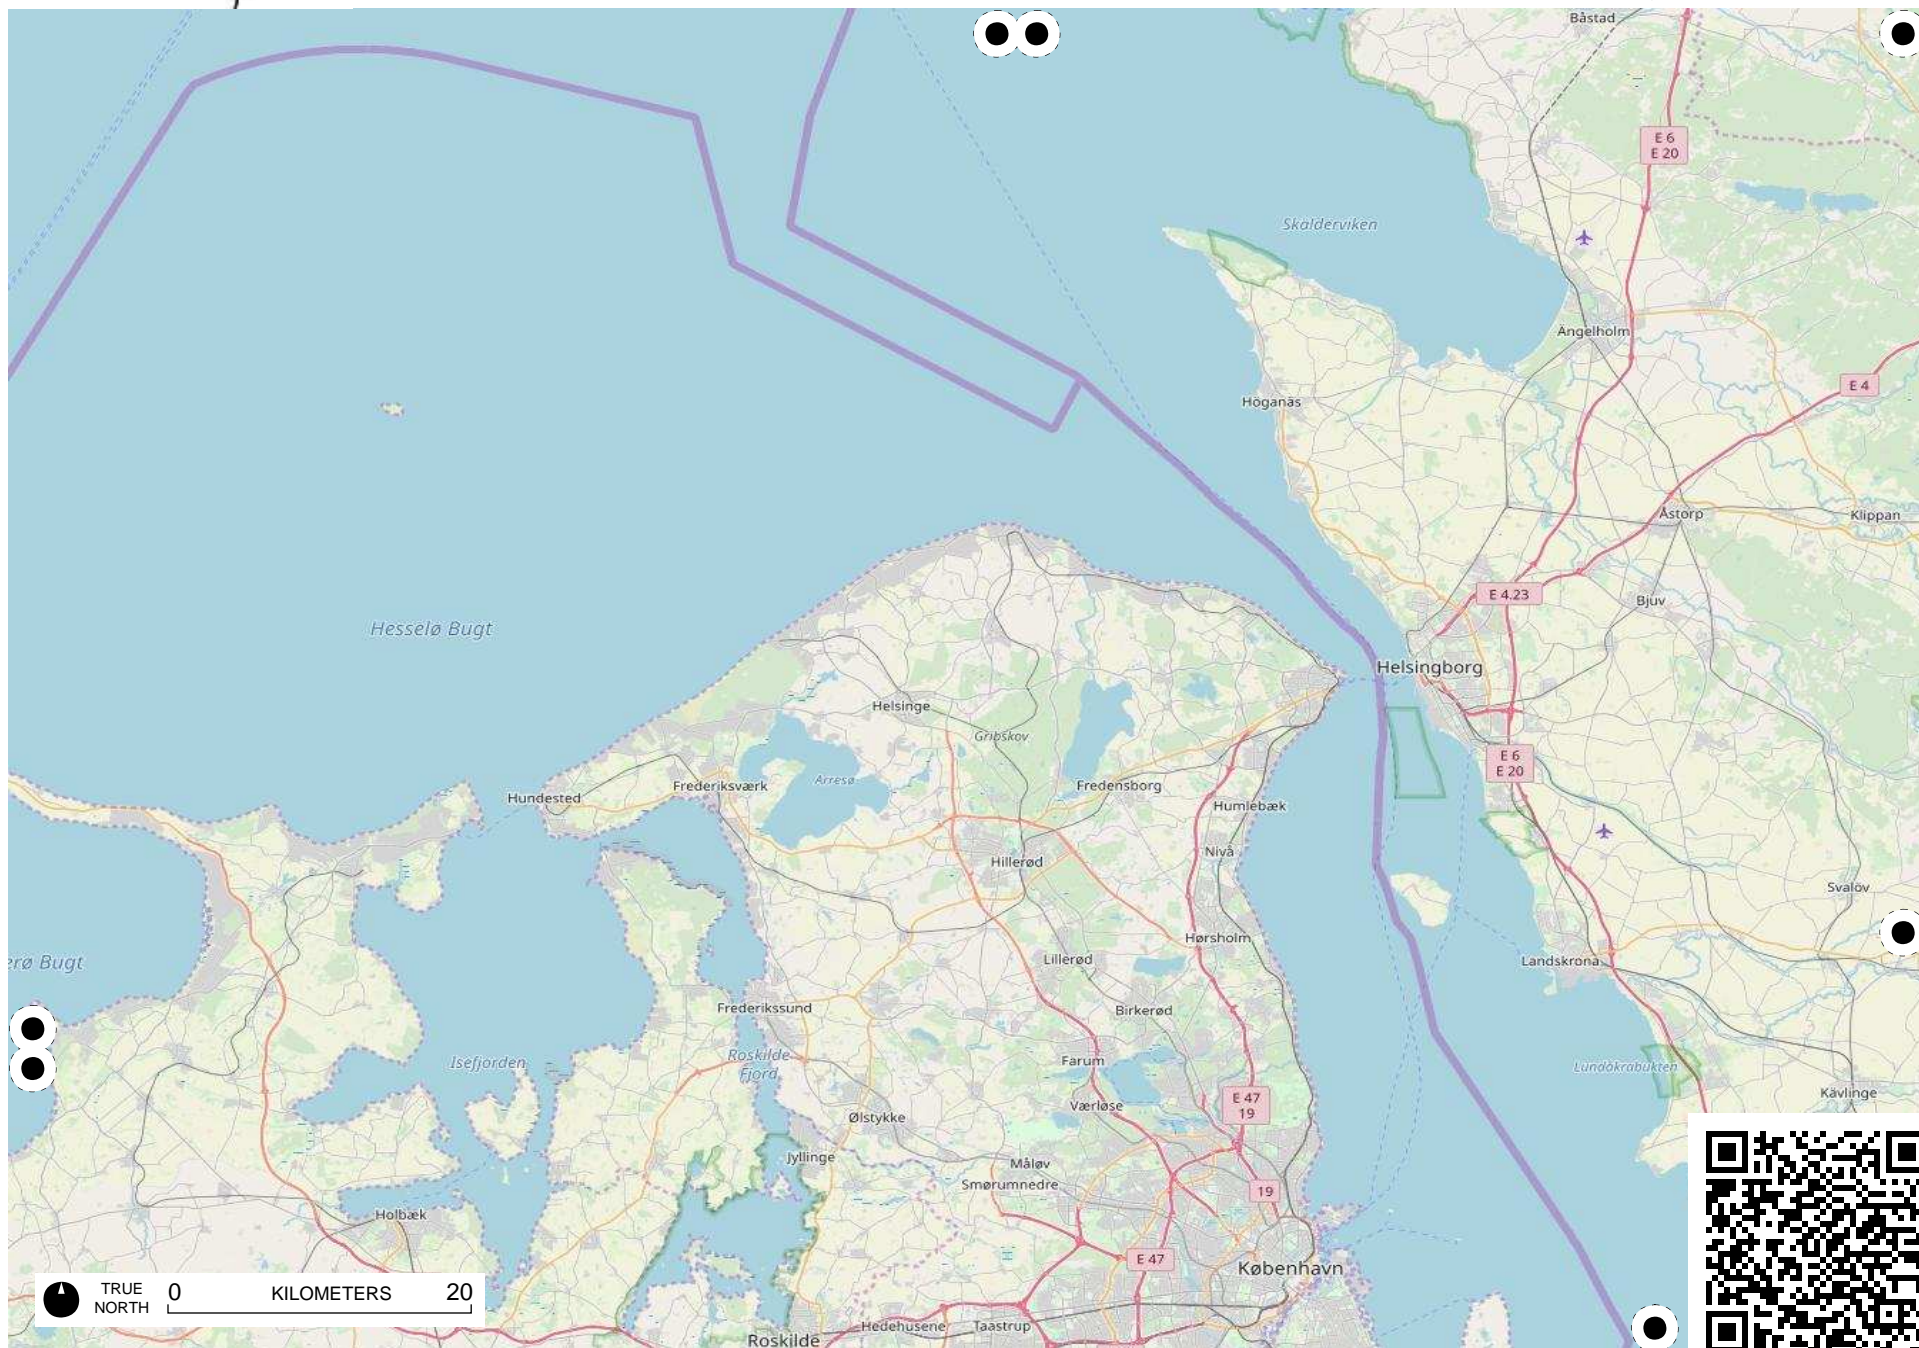 Båstad
E 6
E 20
Skälderviken
Ängelholm
E 4
Höganäs
Åstorp
Klippan
E 4.23
Bjuv
Hesselø Bugt
Helsingborg
Helsinge
Gribskov
E 6
E 20
Hundested
Frederiksværk
Arresø
Fredensborg
Humlebæk
Nivå
Hillerød
Svalöv
Hørsholm
erø Bugt
Lillerød
Landskrona
Frederikssund
Birkerød
Isefjorden
Roskilde
Fjord
Farum
Lundåkrabukten
Kävlinge
E 47
19
Værløse
Ølstykke
Jyllinge
Måløv
Smørumnedre
19
Holbæk
E 47
København
TRUE
NORTH
0 KILOMETERS 20
Hedehusene
Taastrup
Roskilde